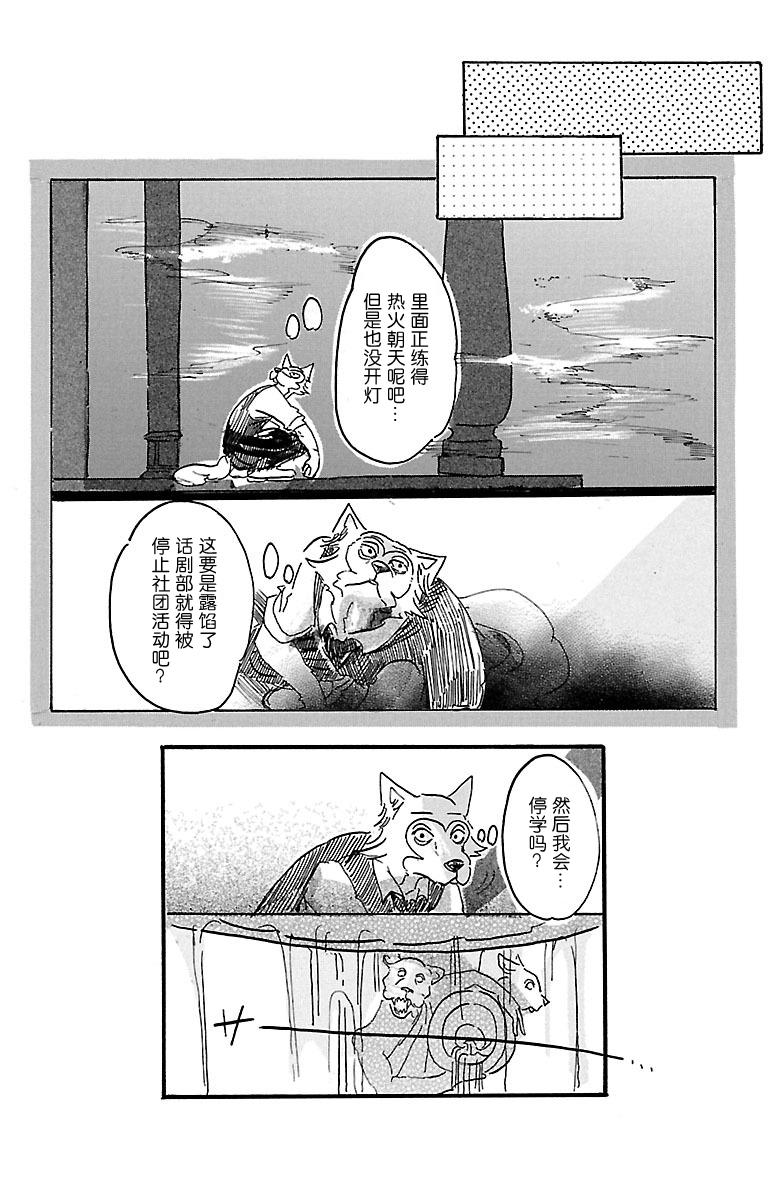 里面正练得
热火朝天呢吧…
但是也没开灯
这要是露馅了
话剧部就得被
停止社团活动吧？
然后我会…
停学吗？